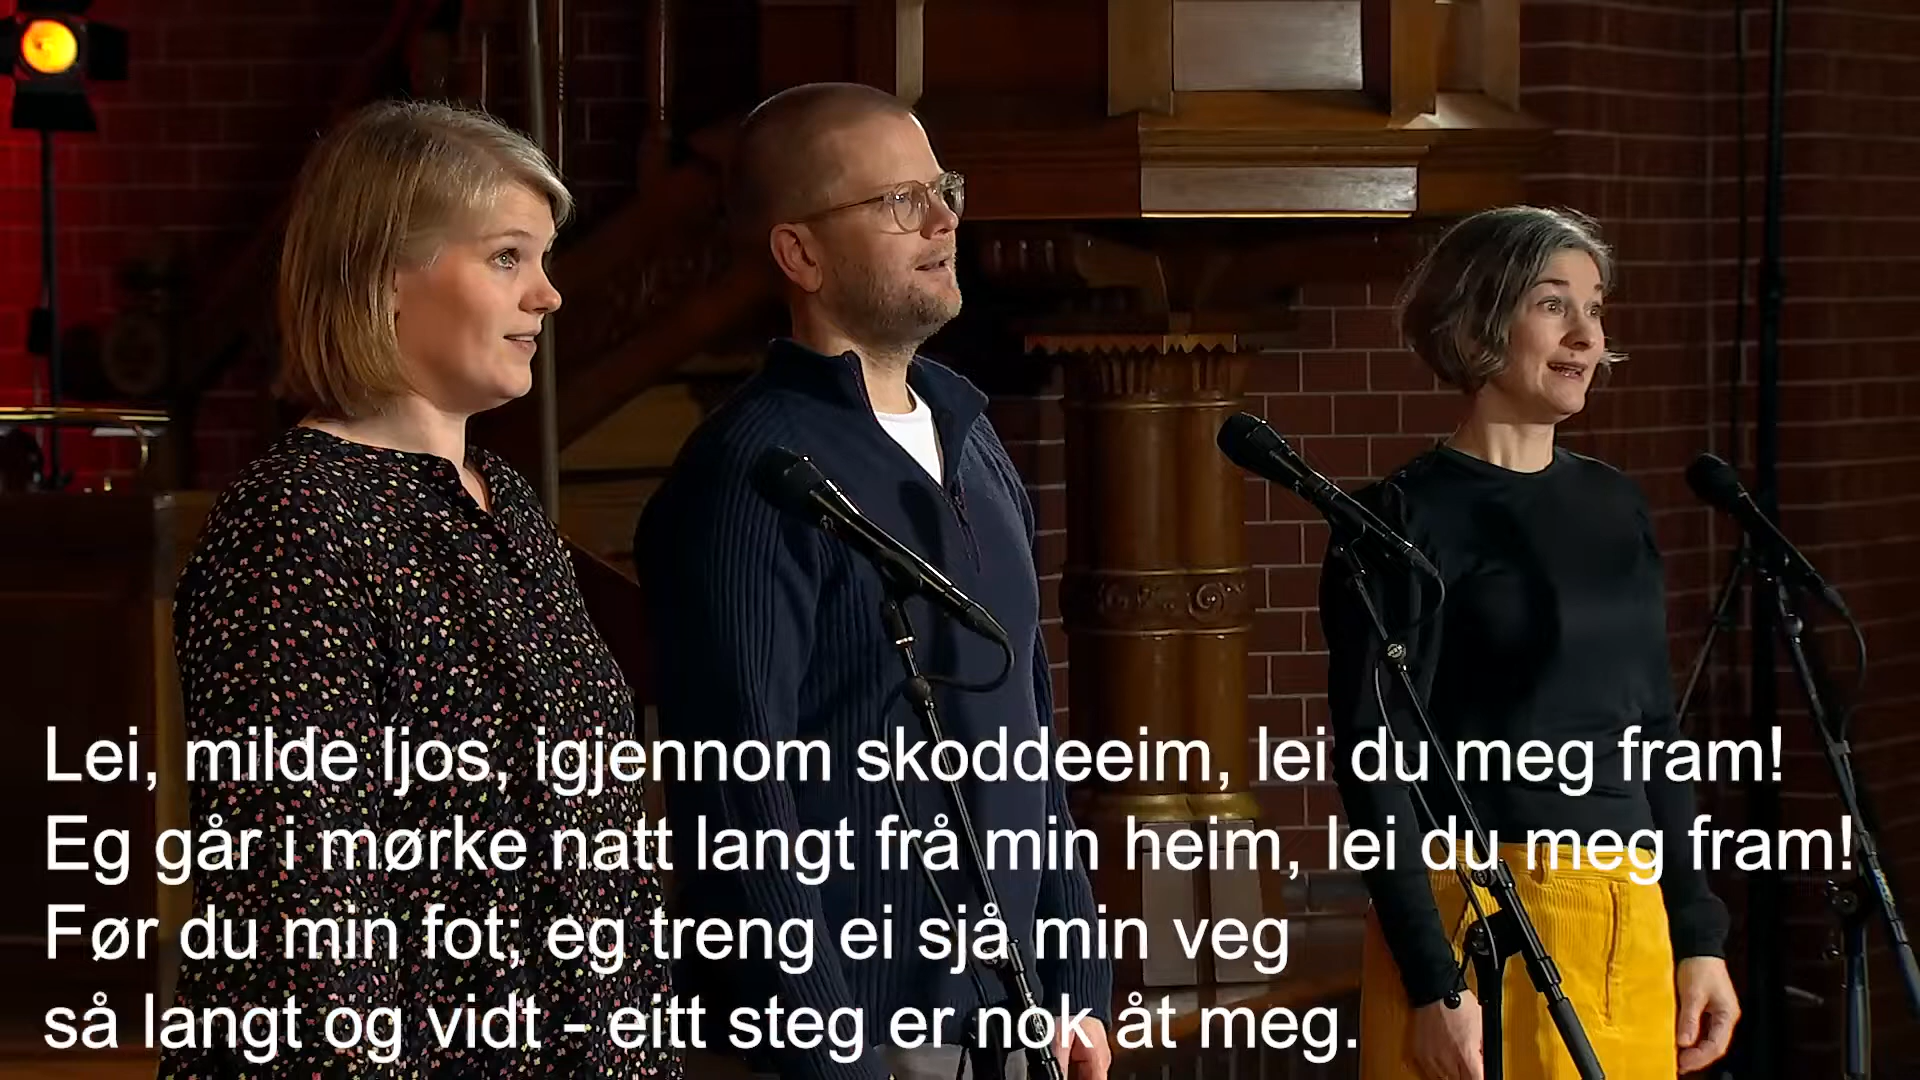 Lei, milde ljos, igjennom skoddeeim, lei du meg fram!
Eg går i mørke natt langt frå min heim, lei du meg fram!
Før du min fot; eg treng ei sjå min veg
så langt og vidt - eitt steg er nok åt meg.